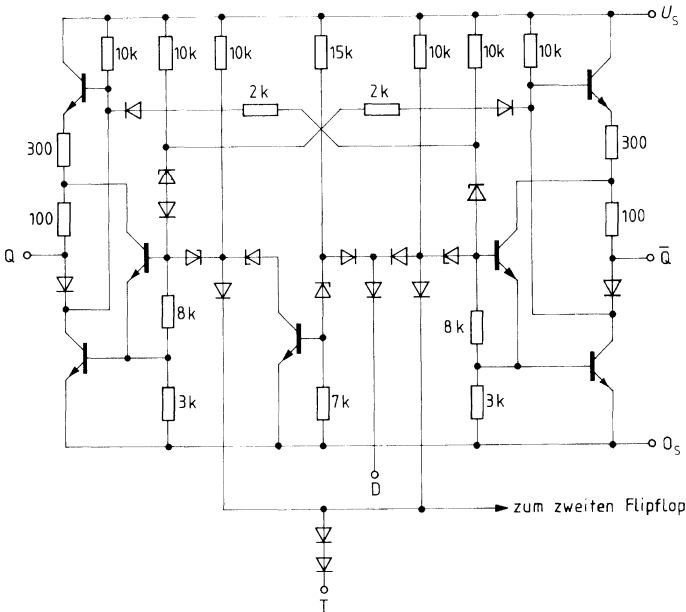 U_S
10k 10k 10k 15k 10k 10k 10k
2k 2k
300 300
100 100
Q Q̅
8k 8k
3k 7k 3k
0_S
D
zum zweiten Flipflop
T